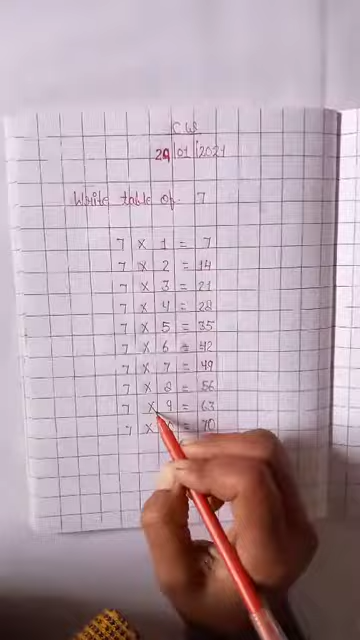 C.W.
29/01/2021
Write table of 7
7 × 1 = 7
7 × 2 = 14
7 × 3 = 21
7 × 4 = 28
7 × 5 = 35
7 × 6 = 42
7 × 7 = 49
7 × 8 = 56
7 × 9 = 63
7 × 0 = 70